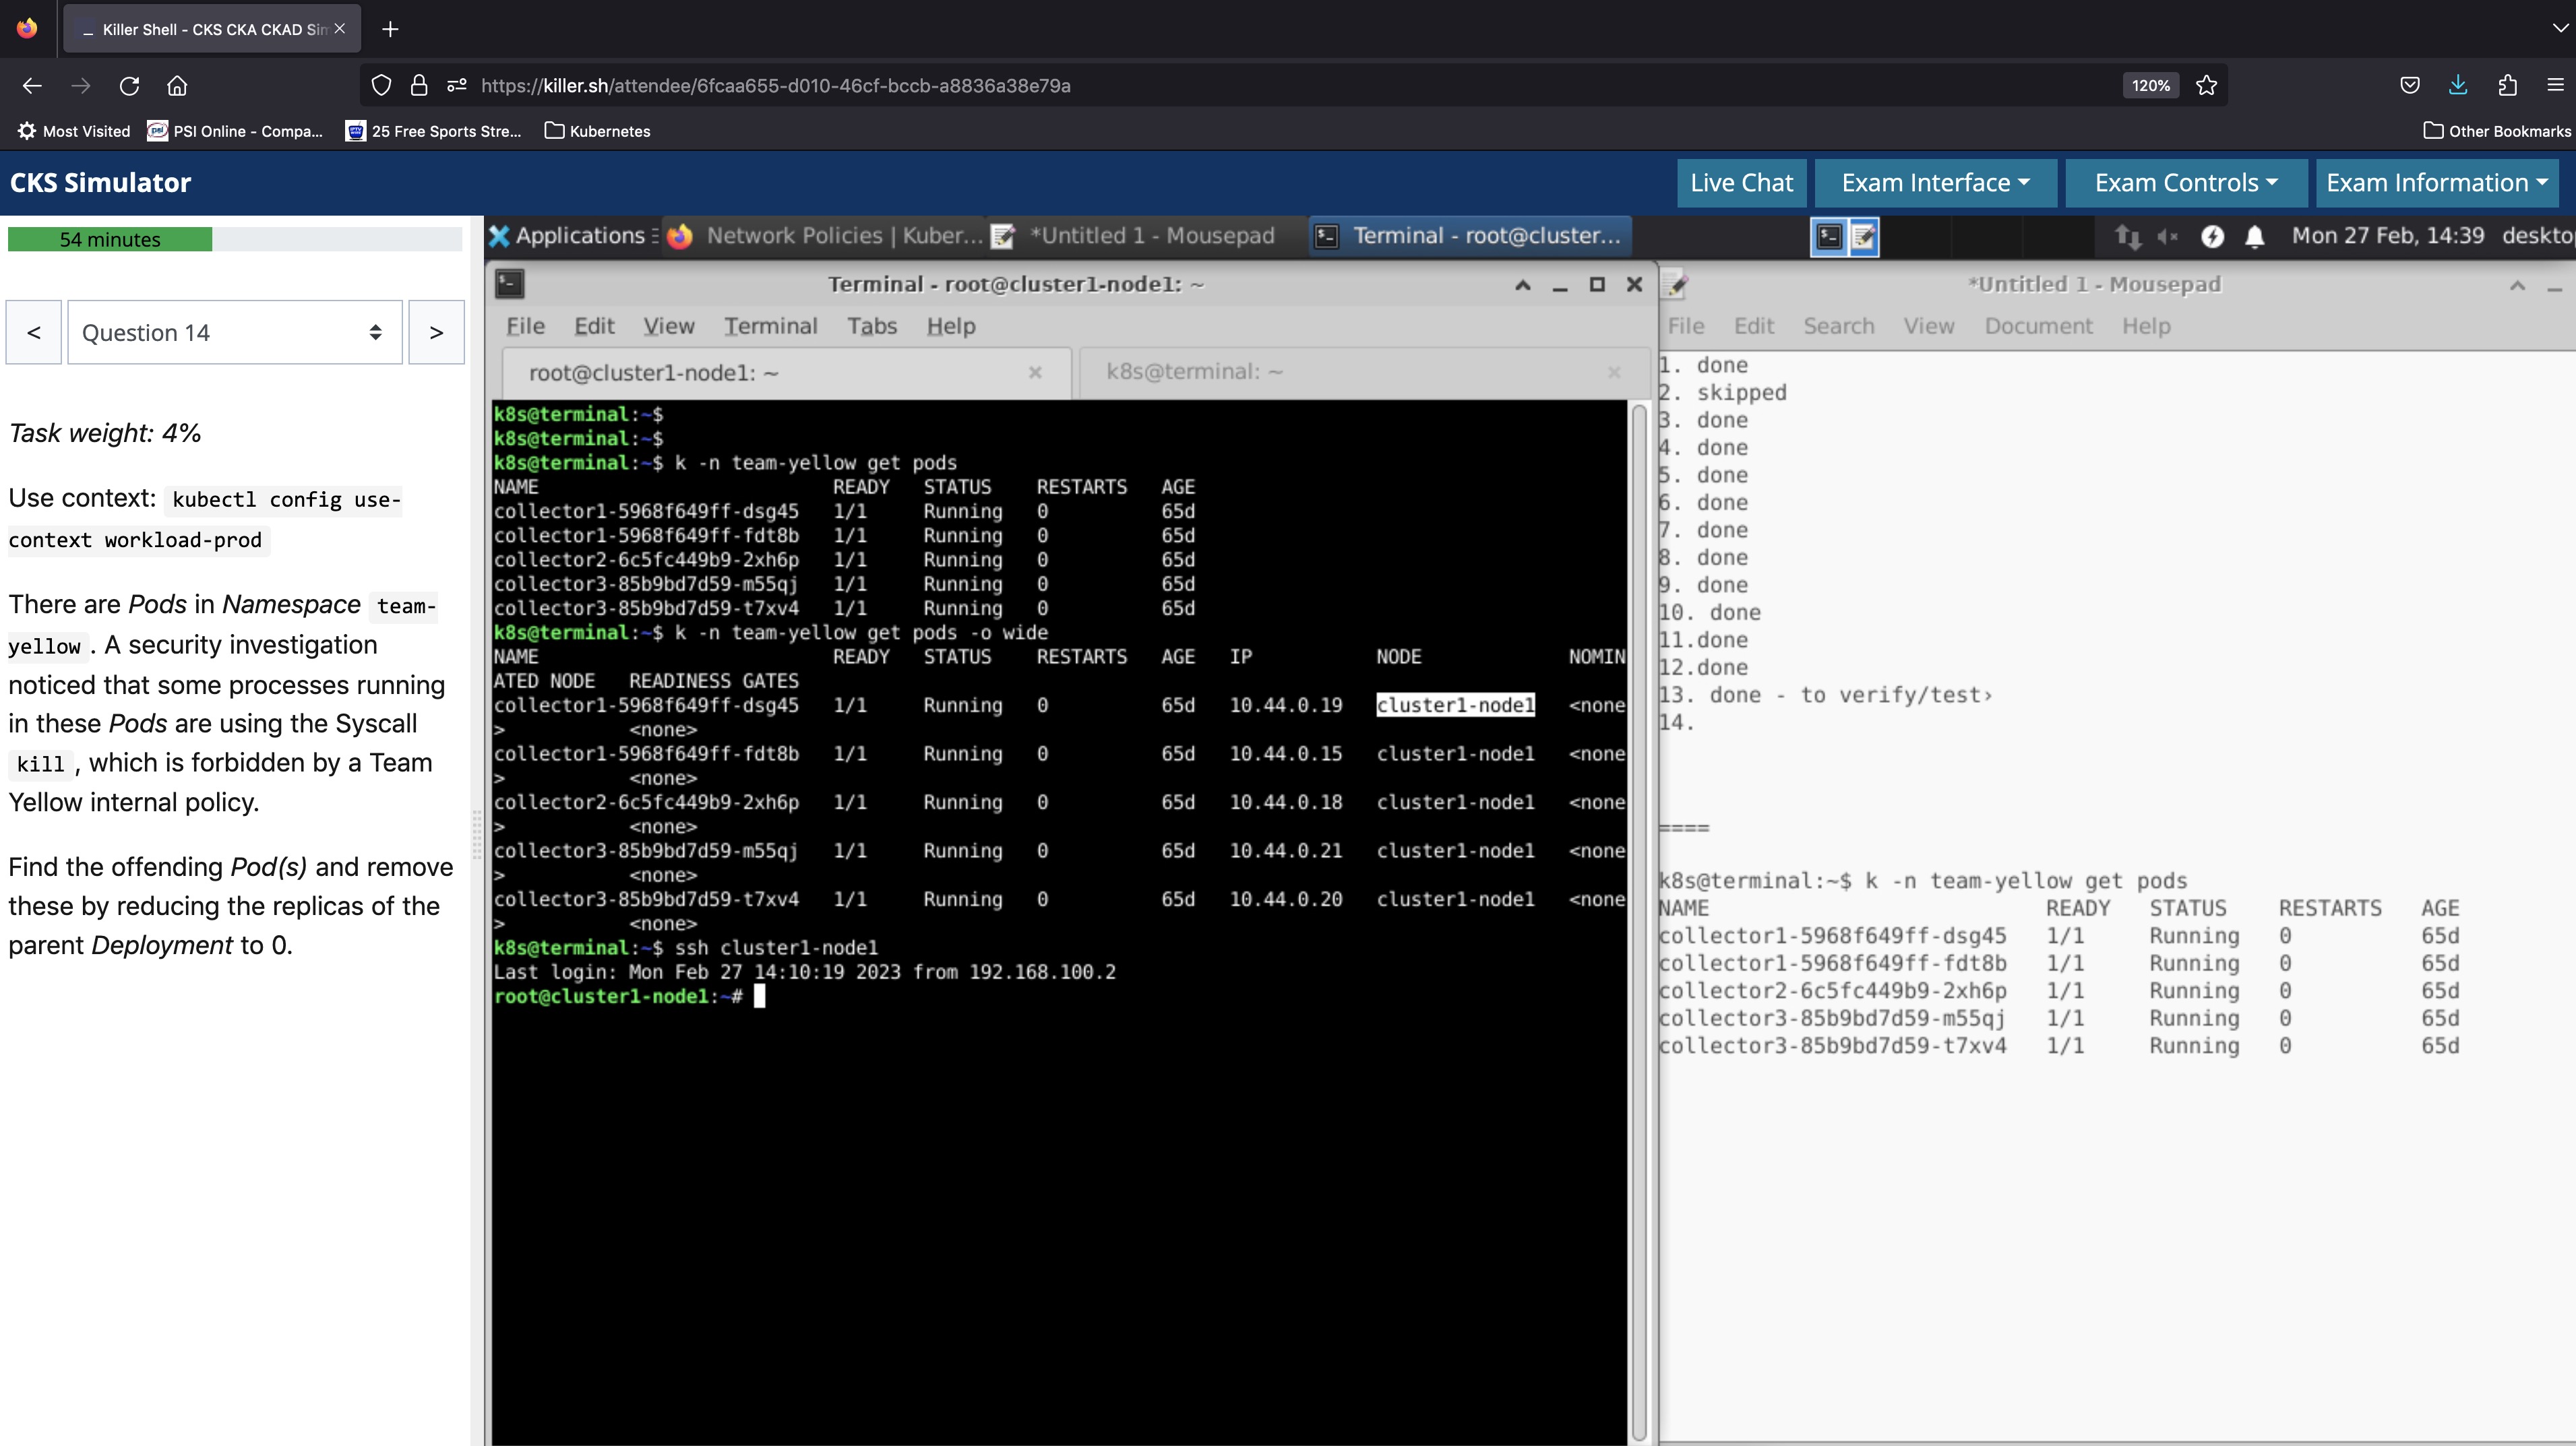 Killer Shell - CKS CKA CKAD Sim
https://killer.sh/attendee/6fcaa655-d010-46cf-bccb-a8836a38e79a
120%
Most Visited
PSI Online - Compa...
25 Free Sports Stre...
Kubernetes
Other Bookmarks
CKS Simulator
Live Chat
Exam Interface
Exam Controls
Exam Information
54 minutes
<
Question 14
>
Task weight: 4%
Use context: kubectl config use-
context workload-prod
There are Pods in Namespace team-
yellow . A security investigation
noticed that some processes running
in these Pods are using the Syscall
kill , which is forbidden by a Team
Yellow internal policy.
Find the offending Pod(s) and remove
these by reducing the replicas of the
parent Deployment to 0.
Applications
Network Policies | Kuber...
*Untitled 1 - Mousepad
Terminal - root@cluster...
Mon 27 Feb, 14:39
deskto
Terminal - root@cluster1-node1: ~
File Edit View Terminal Tabs Help
root@cluster1-node1: ~
k8s@terminal: ~
k8s@terminal:~$
k8s@terminal:~$
k8s@terminal:~$ k -n team-yellow get pods
NAME READY STATUS RESTARTS AGE
collector1-5968f649ff-dsg45 1/1 Running 0 65d
collector1-5968f649ff-fdt8b 1/1 Running 0 65d
collector2-6c5fc449b9-2xh6p 1/1 Running 0 65d
collector3-85b9bd7d59-m55qj 1/1 Running 0 65d
collector3-85b9bd7d59-t7xv4 1/1 Running 0 65d
k8s@terminal:~$ k -n team-yellow get pods -o wide
NAME READY STATUS RESTARTS AGE IP NODE NOMIN
ATED NODE READINESS GATES
collector1-5968f649ff-dsg45 1/1 Running 0 65d 10.44.0.19 cluster1-node1 <none
> <none>
collector1-5968f649ff-fdt8b 1/1 Running 0 65d 10.44.0.15 cluster1-node1 <none
> <none>
collector2-6c5fc449b9-2xh6p 1/1 Running 0 65d 10.44.0.18 cluster1-node1 <none
> <none>
collector3-85b9bd7d59-m55qj 1/1 Running 0 65d 10.44.0.21 cluster1-node1 <none
> <none>
collector3-85b9bd7d59-t7xv4 1/1 Running 0 65d 10.44.0.20 cluster1-node1 <none
> <none>
k8s@terminal:~$ ssh cluster1-node1
Last login: Mon Feb 27 14:10:19 2023 from 192.168.100.2
root@cluster1-node1:~#
*Untitled 1 - Mousepad
File Edit Search View Document Help
1. done
2. skipped
3. done
4. done
5. done
6. done
7. done
8. done
9. done
10. done
11.done
12.done
13. done - to verify/test>
14.
====
k8s@terminal:~$ k -n team-yellow get pods
NAME READY STATUS RESTARTS AGE
collector1-5968f649ff-dsg45 1/1 Running 0 65d
collector1-5968f649ff-fdt8b 1/1 Running 0 65d
collector2-6c5fc449b9-2xh6p 1/1 Running 0 65d
collector3-85b9bd7d59-m55qj 1/1 Running 0 65d
collector3-85b9bd7d59-t7xv4 1/1 Running 0 65d